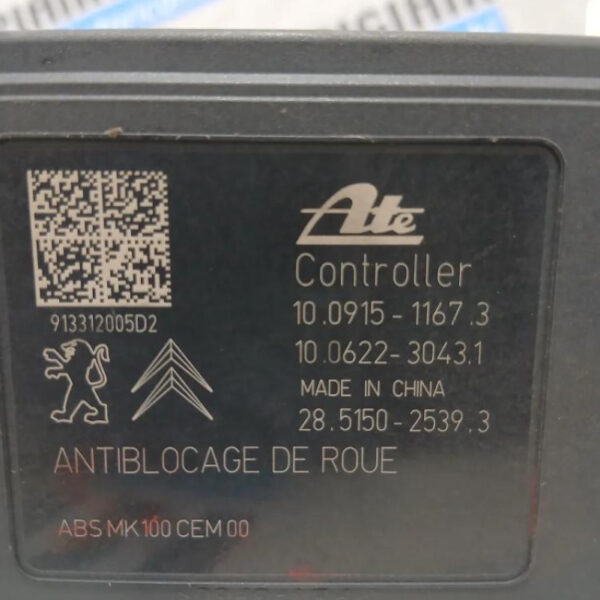 Ate
Controller
10.0915-1167.3
913312005D2
10.0622-3043.1
MADE IN CHINA
28.5150-2539.3
ANTIBLOCAGE DE ROUE
ABS MK100 CEM 00